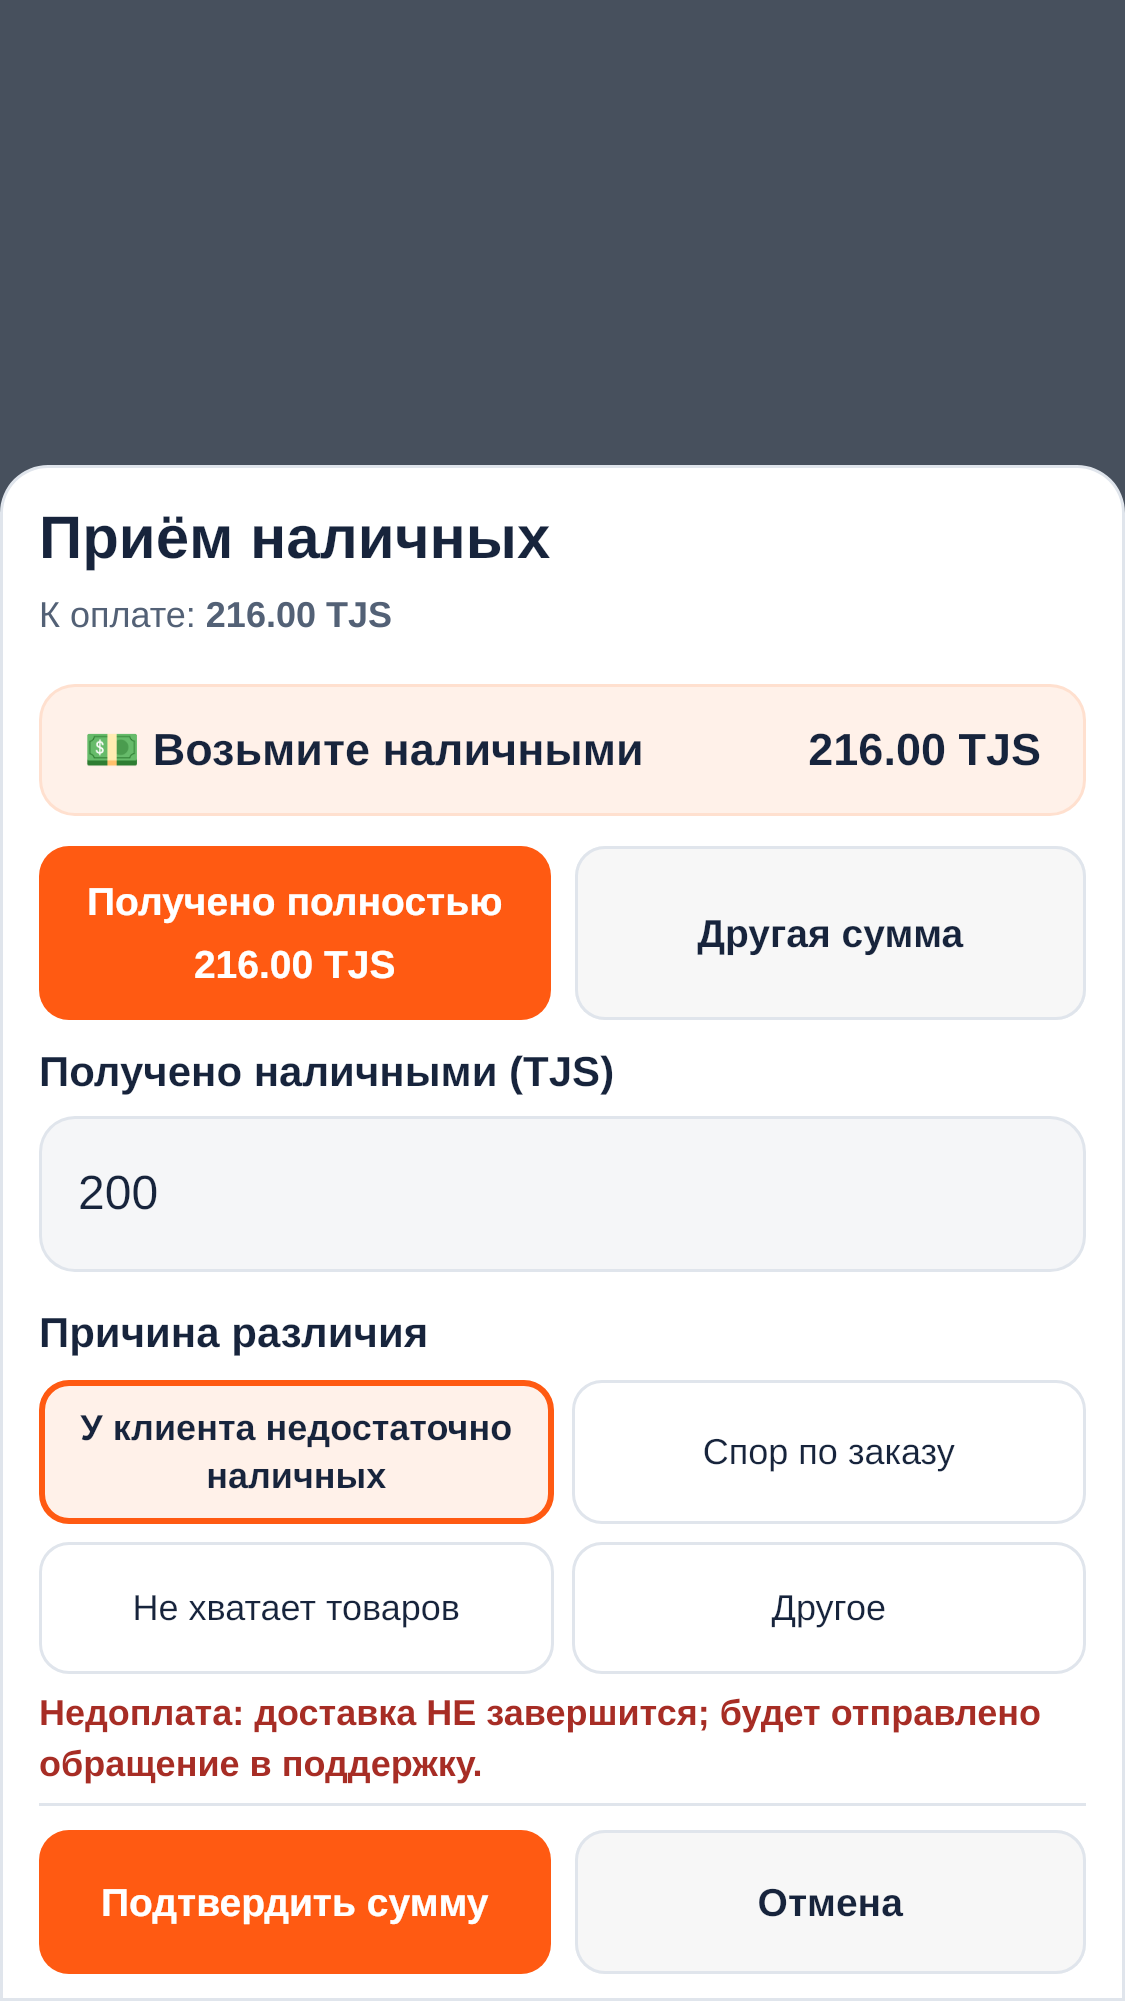 Приём наличных
К оплате: 216.00 TJS
💵 Возьмите наличными 216.00 TJS
Получено полностью
216.00 TJS
Другая сумма
Получено наличными (TJS)
200
Причина различия
У клиента недостаточно
наличных
Спор по заказу
Не хватает товаров
Другое
Недоплата: доставка НЕ завершится; будет отправлено
обращение в поддержку.
Подтвердить сумму
Отмена